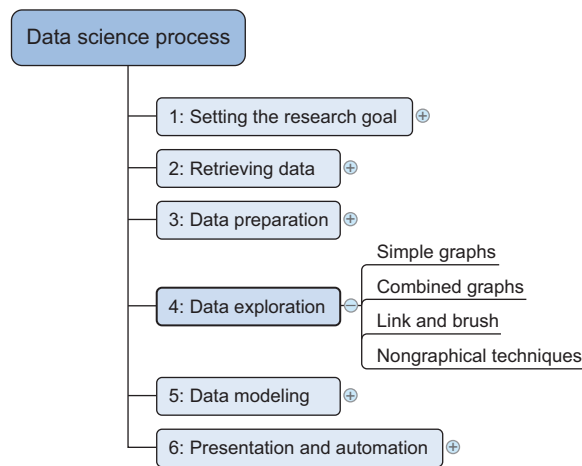 Data science process
1: Setting the research goal
2: Retrieving data
3: Data preparation
Simple graphs
4: Data exploration
Combined graphs
Link and brush
Nongraphical techniques
5: Data modeling
6: Presentation and automation